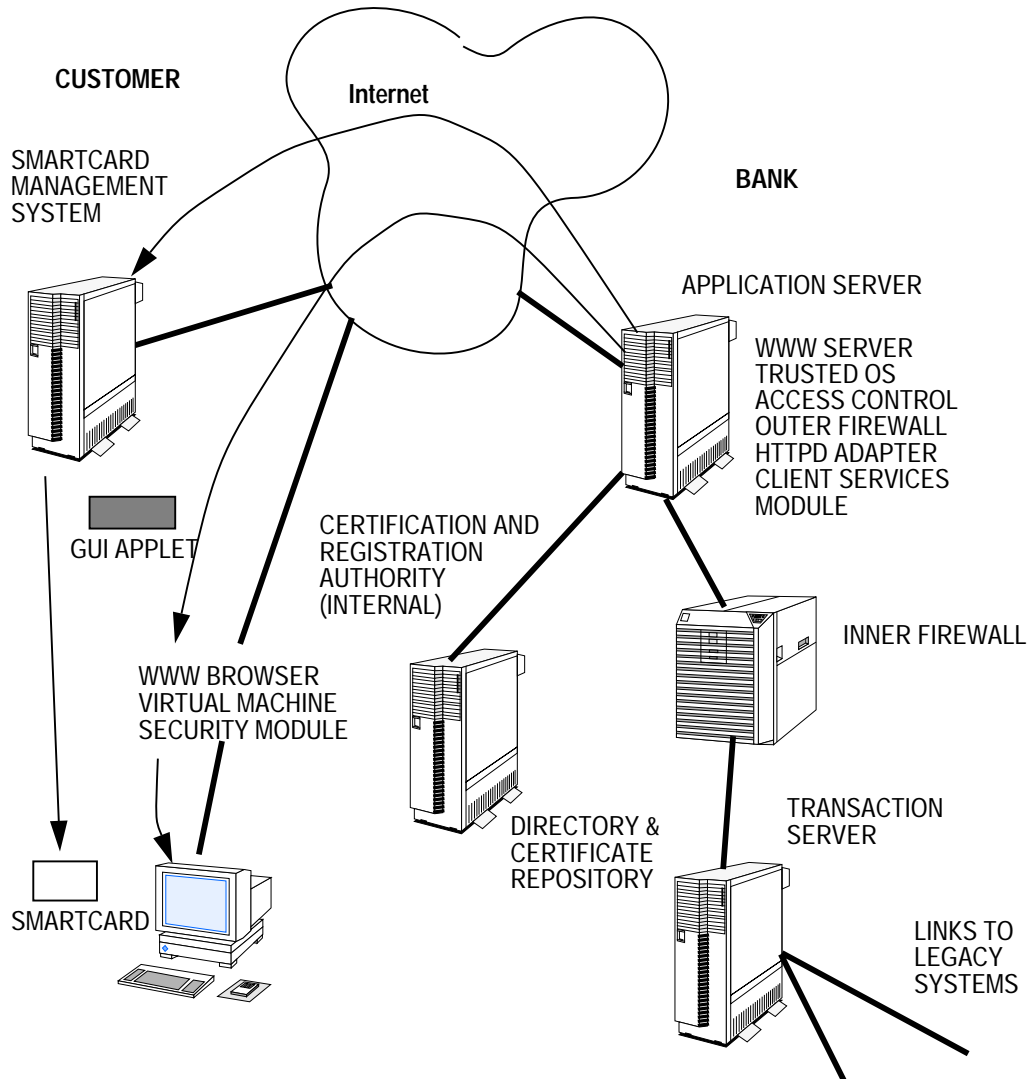 CUSTOMER
Internet
SMARTCARD
MANAGEMENT
SYSTEM
BANK
APPLICATION SERVER
WWW SERVER
TRUSTED OS
ACCESS CONTROL
OUTER FIREWALL
HTTPD ADAPTER
CLIENT SERVICES
MODULE
GUI APPLET
CERTIFICATION AND
REGISTRATION
AUTHORITY
(INTERNAL)
INNER FIREWALL
WWW BROWSER
VIRTUAL MACHINE
SECURITY MODULE
DIRECTORY &
CERTIFICATE
REPOSITORY
TRANSACTION
SERVER
SMARTCARD
LINKS TO
LEGACY
SYSTEMS